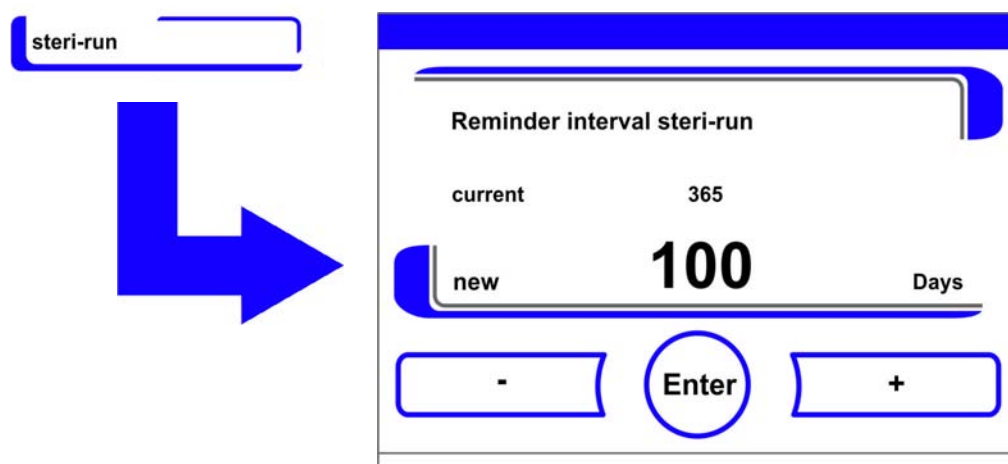 steri-run
Reminder interval steri-run
current 365
new 100 Days
- Enter +